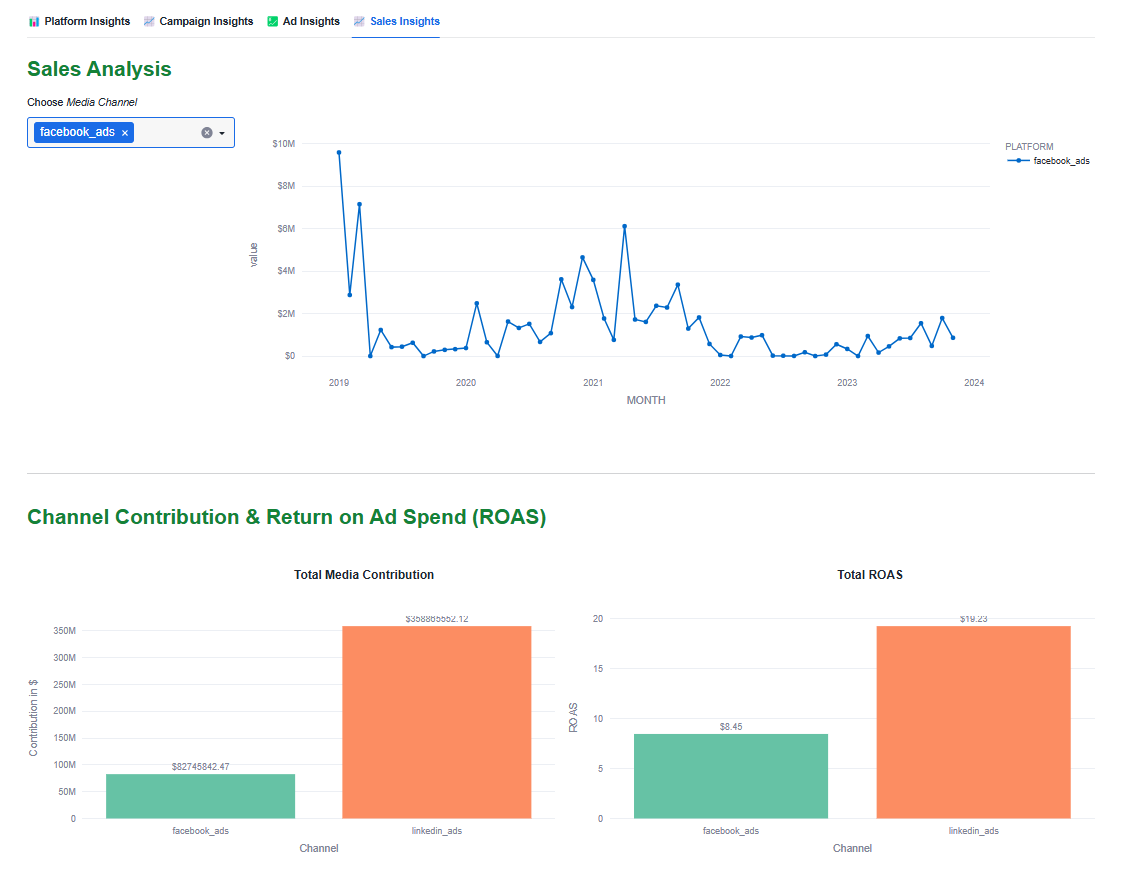 Platform Insights Campaign Insights Ad Insights Sales Insights
Sales Analysis
Choose Media Channel
facebook_ads ×
$10M
$8M
$6M
$4M
$2M
$0
value
2019 2020 2021 2022 2023 2024
MONTH
PLATFORM
facebook_ads
Channel Contribution & Return on Ad Spend (ROAS)
Total Media Contribution
350M
300M
250M
200M
150M
100M
50M
0
Contribution in $
$82745842.47
$358865552.12
facebook_ads linkedin_ads
Channel
Total ROAS
20
15
10
5
0
ROAS
$8.45
$19.23
facebook_ads linkedin_ads
Channel